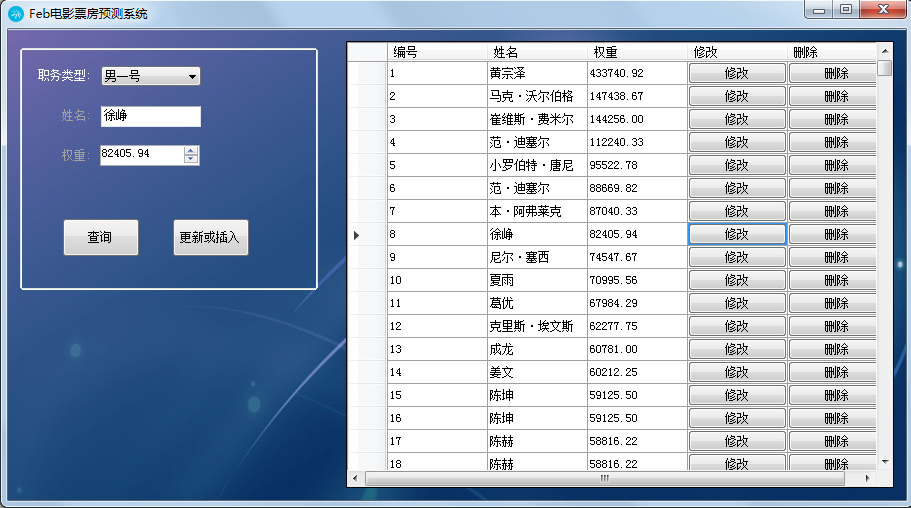 Feb电影票房预测系统
职务类型: 男一号
姓名: 徐峥
权重: 82405.94
查询 更新或插入
编号 姓名 权重 修改 删除
1 黄宗泽 433740.92 修改 删除
2 马克·沃尔伯格 147438.67 修改 删除
3 崔维斯·费米尔 144256.00 修改 删除
4 范·迪塞尔 112240.33 修改 删除
5 小罗伯特·唐尼 95522.78 修改 删除
6 范·迪塞尔 88669.82 修改 删除
7 本·阿弗莱克 87040.33 修改 删除
8 徐峥 82405.94 修改 删除
9 尼尔·塞西 74547.67 修改 删除
10 夏雨 70995.56 修改 删除
11 葛优 67984.29 修改 删除
12 克里斯·埃文斯 62277.75 修改 删除
13 成龙 60781.00 修改 删除
14 姜文 60212.25 修改 删除
15 陈坤 59125.50 修改 删除
16 陈坤 59125.50 修改 删除
17 陈赫 58816.22 修改 删除
18 陈赫 58816.22 修改 删除